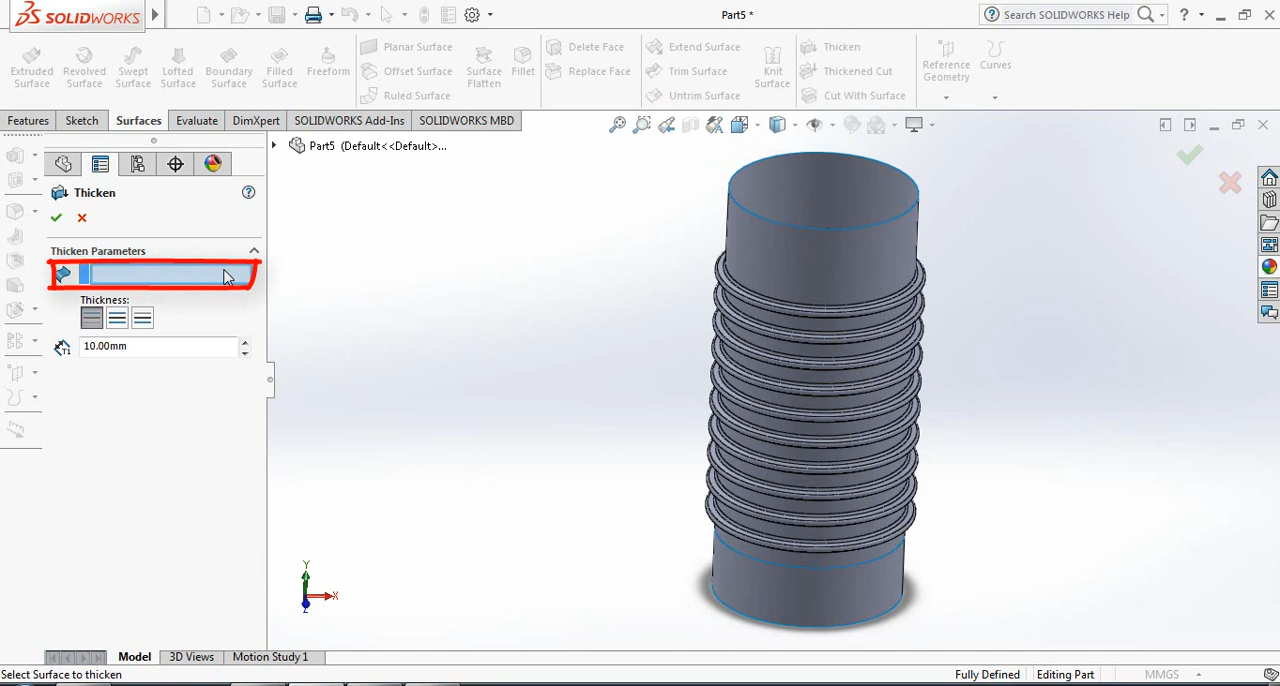 SOLIDWORKS
Part5 *
Search SOLIDWORKS Help
?
Extruded Surface
Revolved Surface
Swept Surface
Lofted Surface
Boundary Surface
Filled Surface
Freeform
Planar Surface
Offset Surface
Ruled Surface
Surface Flatten
Fillet
Delete Face
Replace Face
Extend Surface
Trim Surface
Untrim Surface
Knit Surface
Thicken
Thickened Cut
Cut With Surface
Reference Geometry
Curves
Features
Sketch
Surfaces
Evaluate
DimXpert
SOLIDWORKS Add-Ins
SOLIDWORKS MBD
Part5 (Default<<Default>...
Thicken
?
Thicken Parameters
Thickness:
T1
10.00mm
Y
X
Z
Model
3D Views
Motion Study 1
Select Surface to thicken
Fully Defined
Editing Part
MMGS